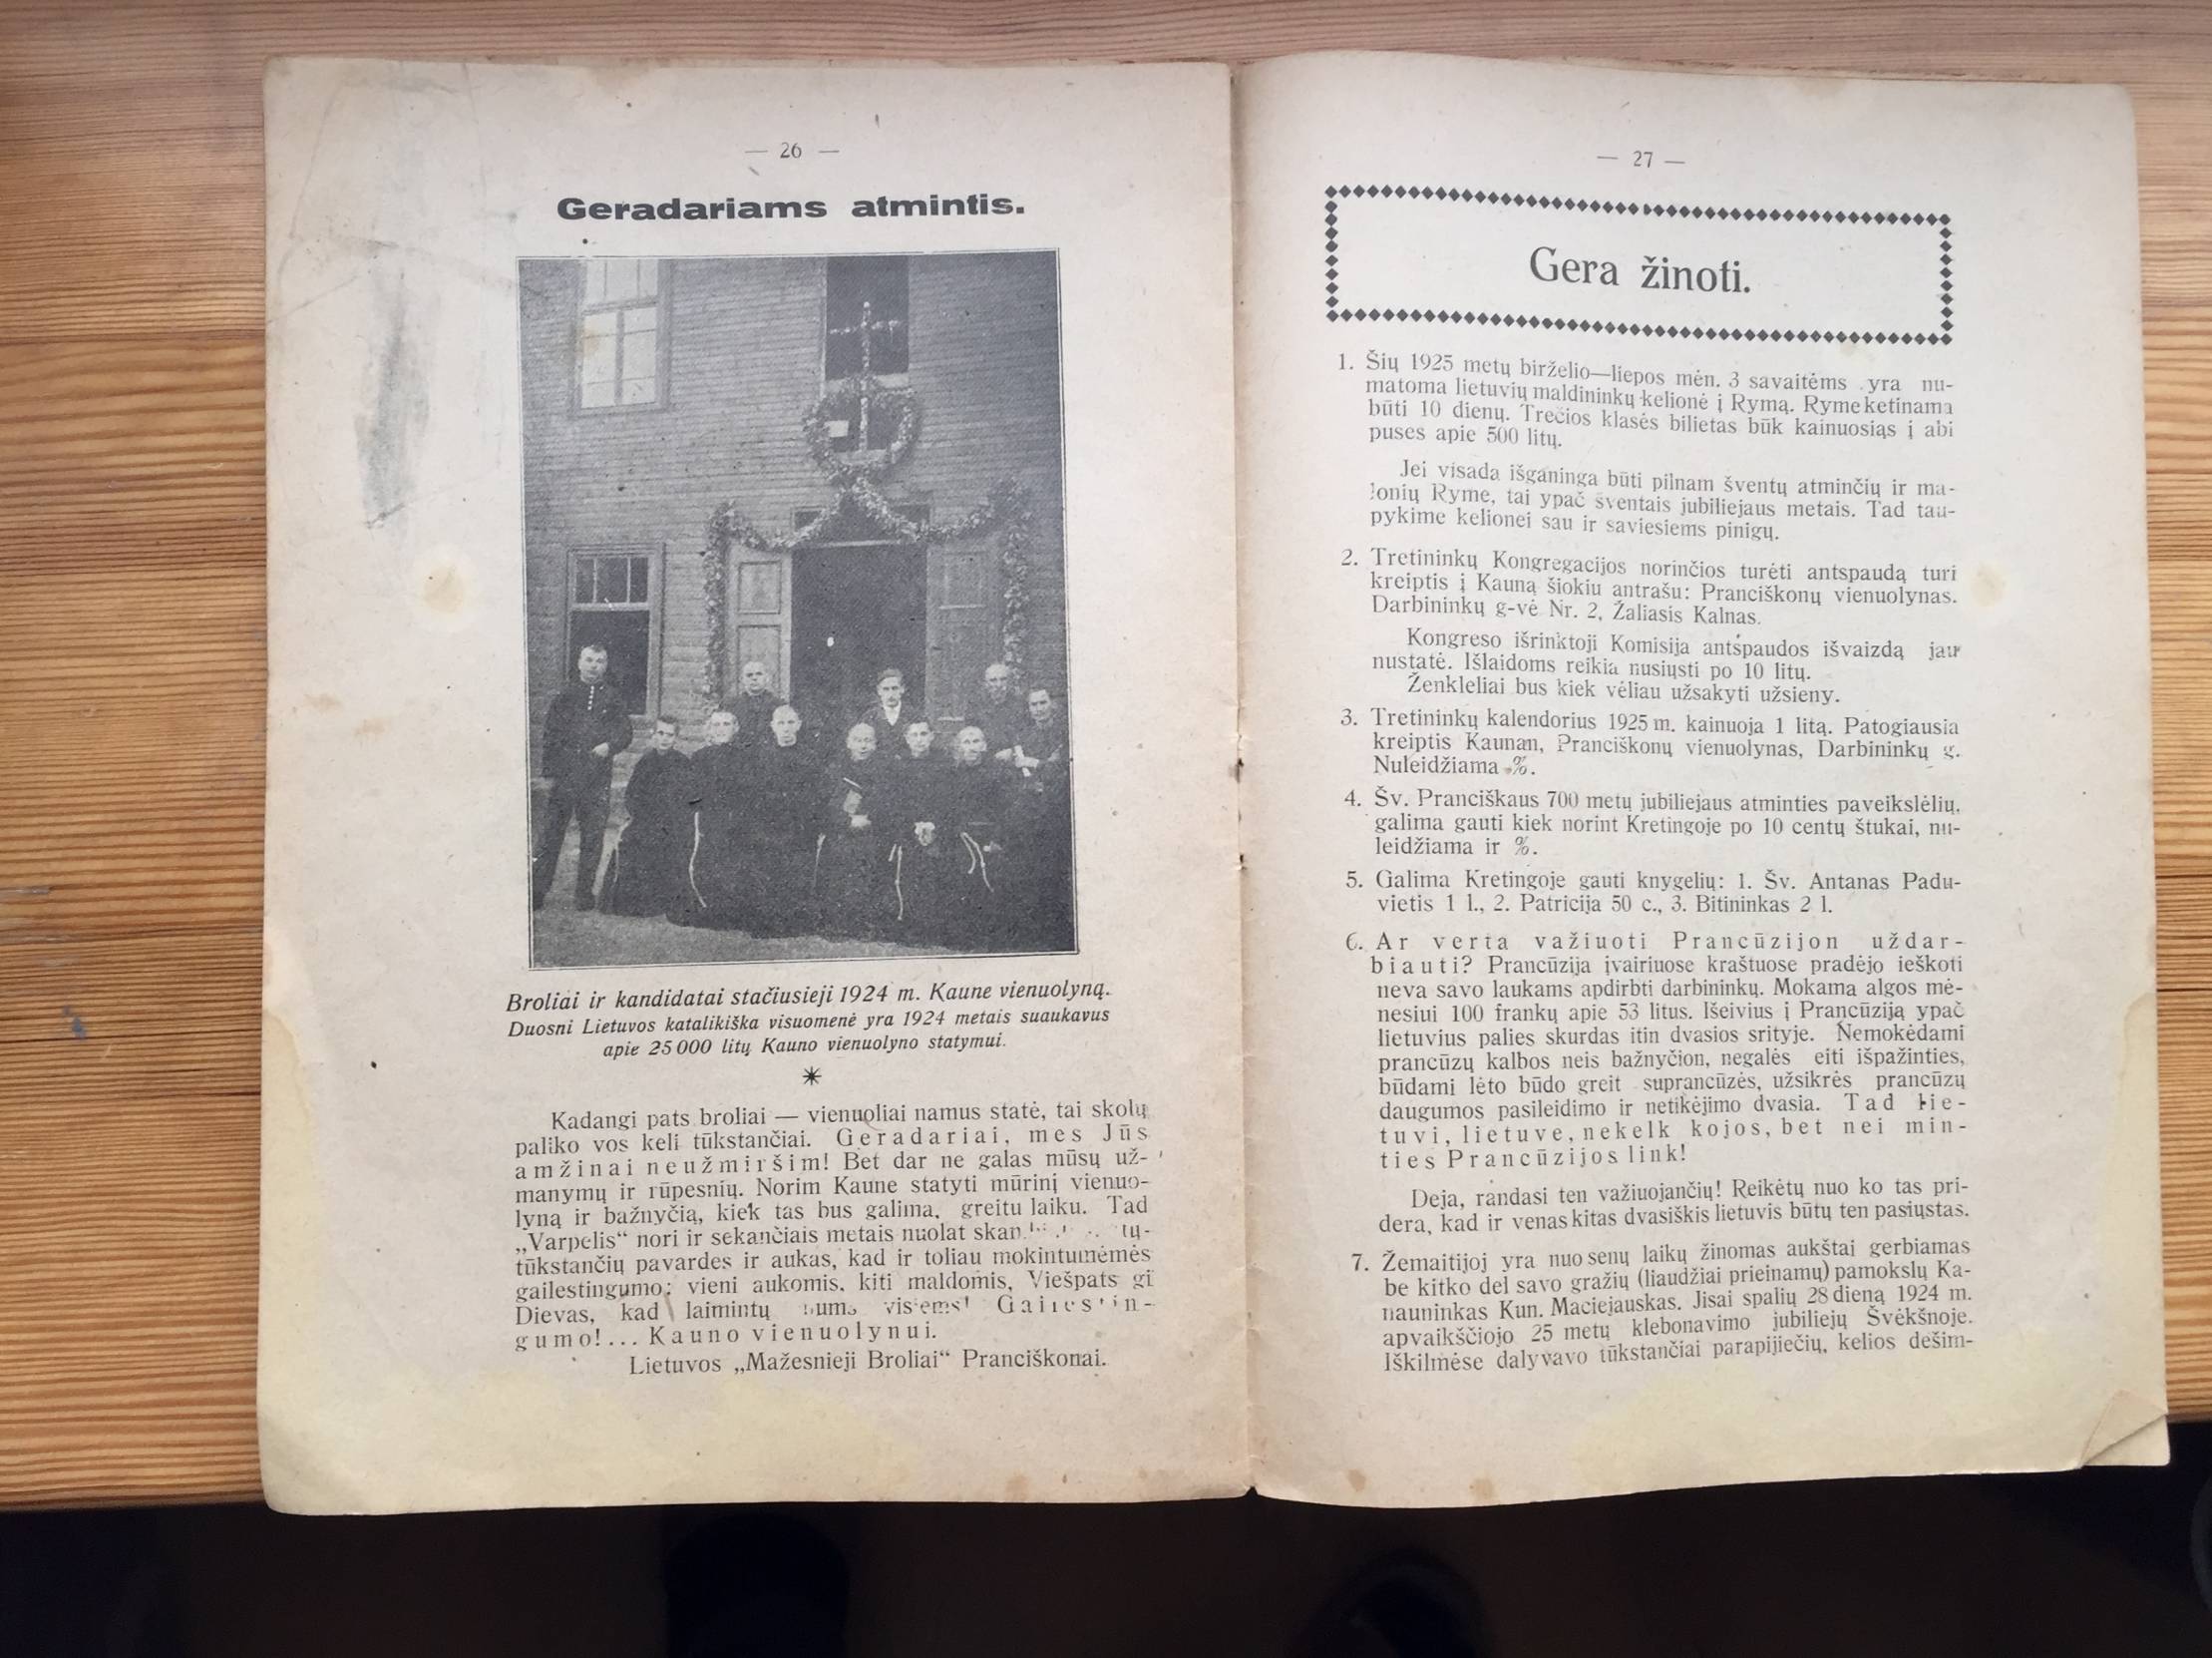 — 26 —
Geradariams atmintis.
Broliai ir kandidatai stačiusieji 1924 m. Kaune vienuolyną.
Duosni Lietuvos katalikiška visuomenė yra 1924 metais suaukavus
apie 25 000 litų Kauno vienuolyno statymui.
Kadangi pats broliai — vienuoliai namus statė, tai skolų
paliko vos keli tūkstančiai. Geradariai, mes Jūs
amžinai neužmiršim! Bet dar ne galas mūsų už-
manymų ir rūpesnių. Norim Kaune statyti mūrinį vienuo-
lyną ir bažnyčią, kiek tas bus galima, greitu laiku. Tad
„Varpelis“ nori ir sekančiais metais nuolat tų-
tūkstančių pavardes ir aukas, kad ir toliau mokintumėmės
gailestingumo: vieni aukomis, kiti maldomis, Viešpats gi
Dievas, kad laimintų mums visiems! Gailestin-
gumo!... Kauno vienuolynui.
Lietuvos „Mažesnieji Broliai“ Pranciškonai.
— 27 —
Gera žinoti.
1. Šių 1925 metų birželio—liepos mėn. 3 savaitėms yra nu-
matoma lietuvių maldininkų kelionė į Rymą. Ryme ketinama
būti 10 dienų. Trečios klasės bilietas būk kainuosiąs į abi
puses apie 500 litų.
Jei visada išganinga būti pilnam šventų atminčių ir ma-
lonių Ryme, tai ypač šventais jubiliejaus metais. Tad tau-
pykime kelionei sau ir saviesiems pinigų.
2. Tretininkų Kongregacijos norinčios turėti antspaudą turi
kreiptis į Kauną šiokiu antrašu: Pranciškonų vienuolynas.
Darbininkų g-vė Nr. 2, Žaliasis Kalnas.
Kongreso išrinktoji Komisija antspaudos išvaizdą jau
nustatė. Išlaidoms reikia nusiųsti po 10 litų.
Ženkleliai bus kiek vėliau užsakyti užsieny.
3. Tretininkų kalendorius 1925 m. kainuoja 1 litą. Patogiausia
kreiptis Kaunan, Pranciškonų vienuolynas, Darbininkų g.
Nuleidžiama %.
4. Šv. Pranciškaus 700 metų jubiliejaus atminties paveikslėlių,
galima gauti kiek norint Kretingoje po 10 centų štukai, nu-
leidžiama ir %.
5. Galima Kretingoje gauti knygelių: 1. Šv. Antanas Padu-
vietis 1 l., 2. Patricija 50 c., 3. Bitininkas 2 l.
6. Ar verta važiuoti Prancūzijon uždar-
biauti? Prancūzija įvairiuose kraštuose pradėjo ieškoti
neva savo laukams apdirbti darbininkų. Mokama algos mė-
nesiui 100 frankų apie 53 litus. Išeivius į Prancūziją ypač
lietuvius palies skurdas itin dvasios srityje. Nemokėdami
prancūzų kalbos neis bažnyčion, negalės eiti išpažinties,
būdami lėto būdo greit suprancūzės, užsikrės prancūzų
daugumos pasileidimo ir netikėjimo dvasia. Tad lie-
tuvi, lietuve, nekelk kojos, bet nei min-
ties Prancūzijos link!
Deja, randasi ten važiuojančių! Reikėtų nuo ko tas pri-
dera, kad ir venas kitas dvasiškis lietuvis būtų ten pasiųstas.
7. Žemaitijoj yra nuo senų laikų žinomas aukštai gerbiamas
be kitko del savo gražių (liaudžiai prieinamų) pamokslų Ka-
nauninkas Kun. Maciejauskas. Jisai spalių 28 dieną 1924 m.
apvaikščiojo 25 metų klebonavimo jubiliejų Švėkšnoje.
Iškilmėse dalyvavo tūkstančiai parapijiečių, kelios dešim-